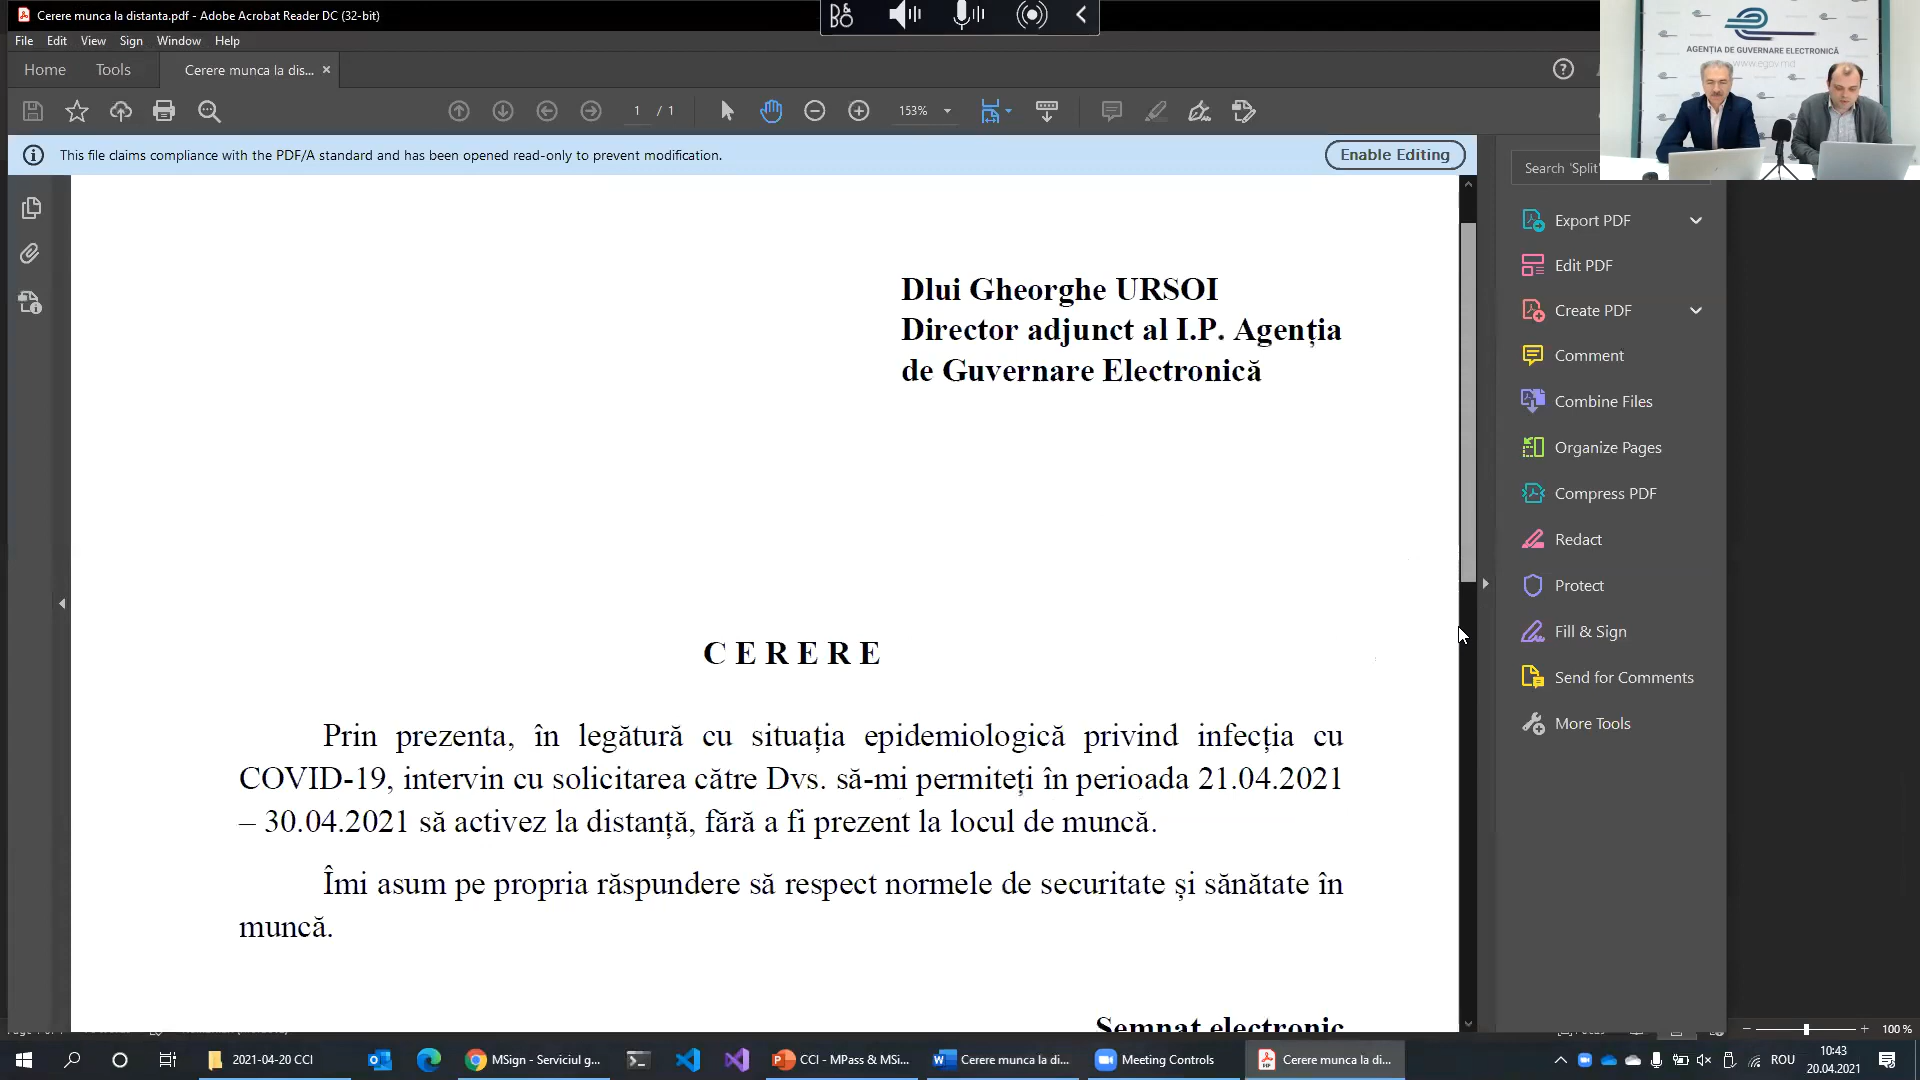 Cerere munca la distanta.pdf - Adobe Acrobat Reader DC (32-bit)
File Edit View Sign Window Help
Home Tools Cerere munca la dis... ×
1 / 1 153%
This file claims compliance with the PDF/A standard and has been opened read-only to prevent modification.
Enable Editing
AGENȚIA DE GUVERNARE ELECTRONICĂ
www.egov.md
Search 'Split'
Export PDF
Edit PDF
Create PDF
Comment
Combine Files
Organize Pages
Compress PDF
Redact
Protect
Fill & Sign
Send for Comments
More Tools
Dlui Gheorghe URSOI
Director adjunct al I.P. Agenția
de Guvernare Electronică
C E R E R E
Prin prezenta, în legătură cu situația epidemiologică privind infecția cu
COVID-19, intervin cu solicitarea către Dvs. să-mi permiteți în perioada 21.04.2021
– 30.04.2021 să activez la distanță, fără a fi prezent la locul de muncă.
Îmi asum pe propria răspundere să respect normele de securitate și sănătate în
muncă.
Semnat electronic
100 %
2021-04-20 CCI
MSign - Serviciul g...
CCI - MPass & MSi...
Cerere munca la di...
Meeting Controls
Cerere munca la di...
ROU
10:43
20.04.2021